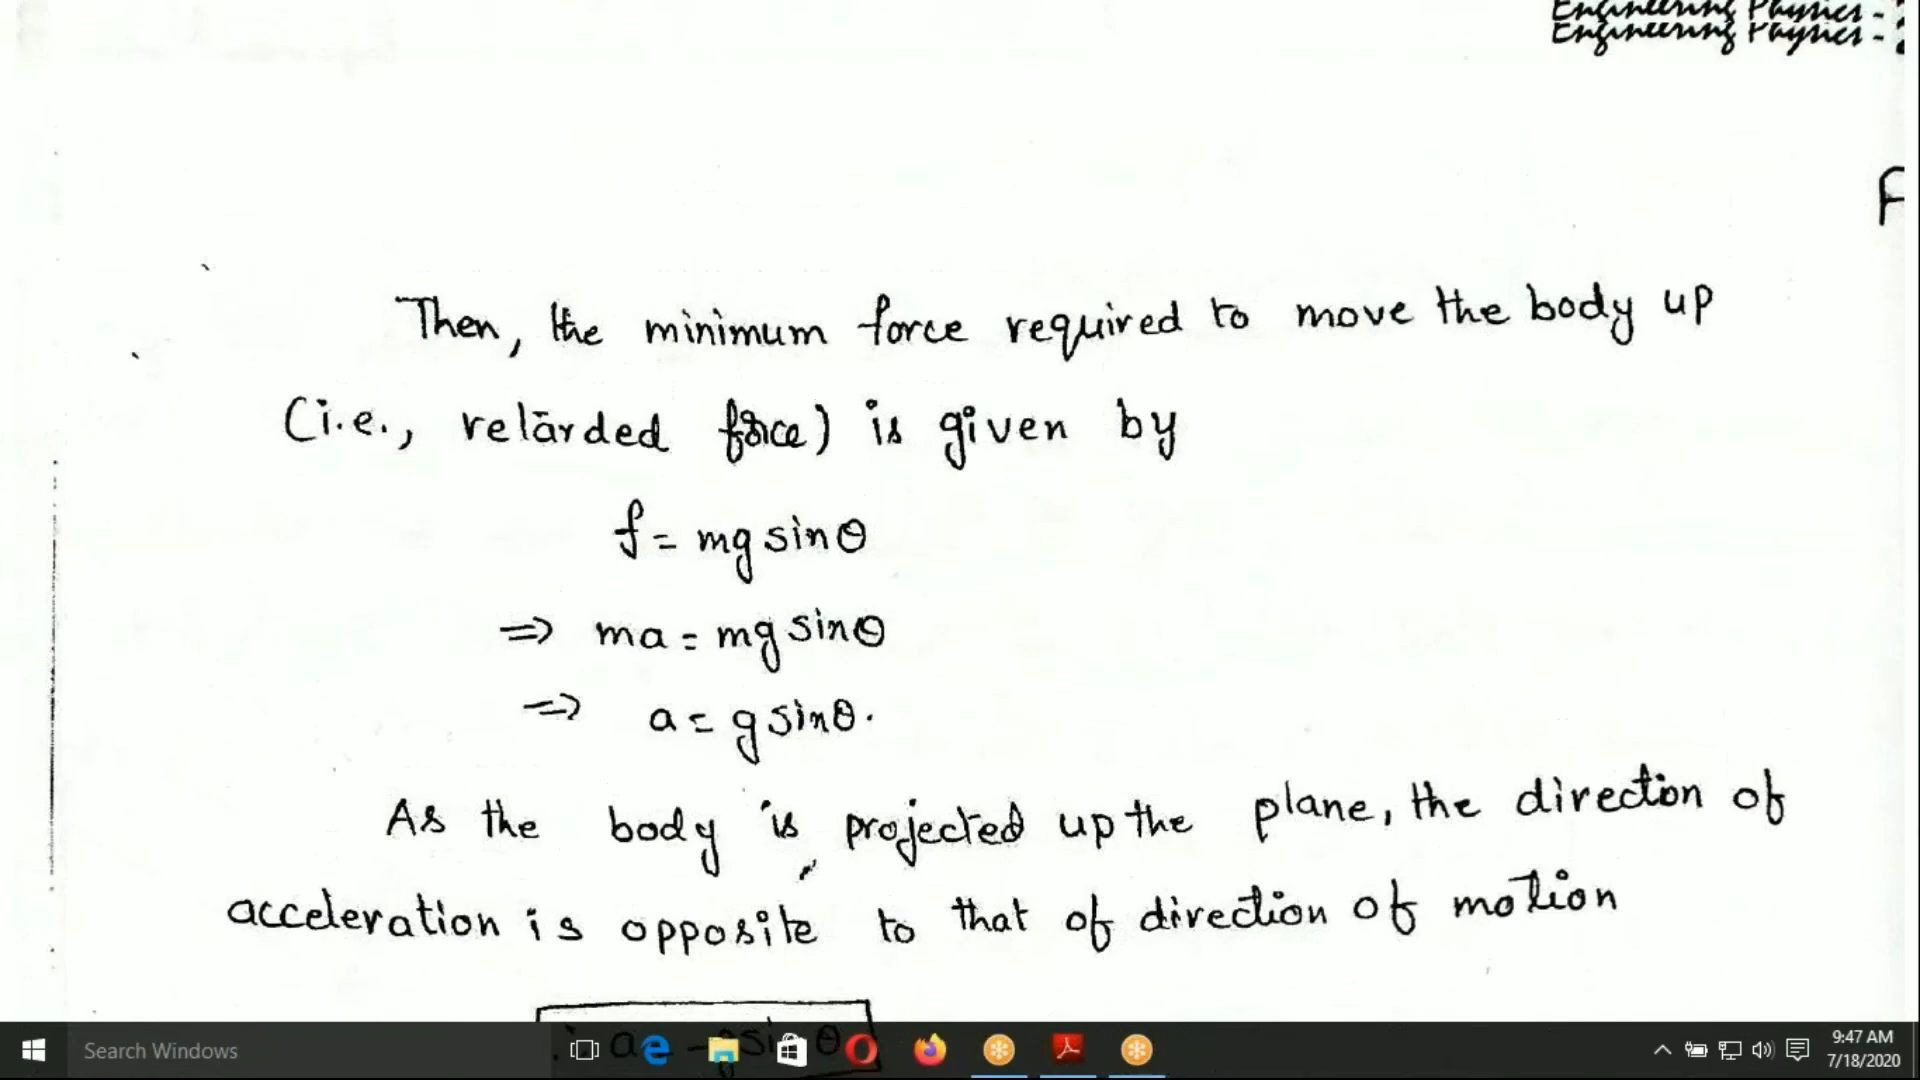 Engineering Physics -
Engineering Physics -
F
Then, the minimum force required to move the body up
(i.e., retarded force) is given by
f = mg sinθ
⇒ ma = mg sinθ
⇒ a = g sinθ.
As the body is projected up the plane, the direction of
acceleration is opposite to that of direction of motion
∴ a = - g sin θ
Search Windows
9:47 AM
7/18/2020